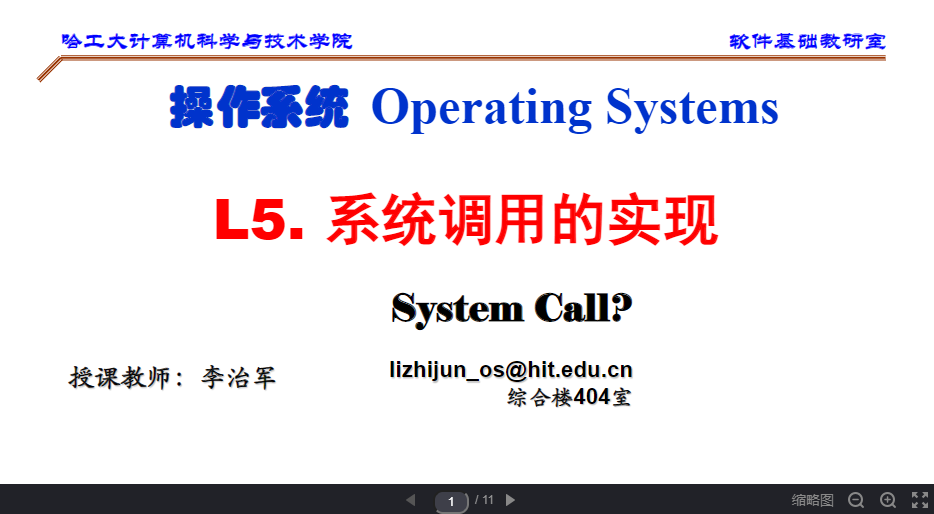 哈工大计算机科学与技术学院 软件基础教研室
操作系统 Operating Systems
L5. 系统调用的实现
System Call?
授课教师：李治军 lizhijun_os@hit.edu.cn
综合楼404室
1 / 11 缩略图